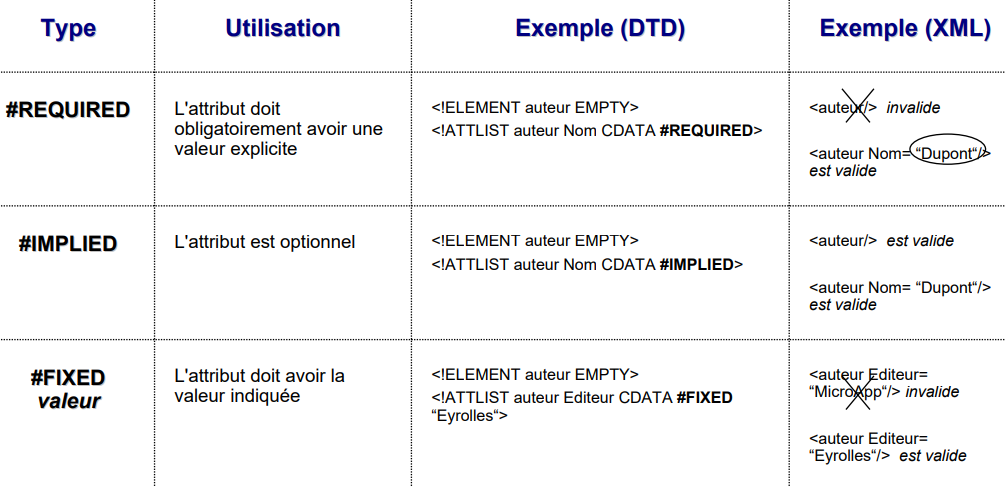 Type Utilisation Exemple (DTD) Exemple (XML)
#REQUIRED
L'attribut doit
obligatoirement avoir une
valeur explicite
<!ELEMENT auteur EMPTY>
<!ATTLIST auteur Nom CDATA #REQUIRED>
<auteur/> invalide
<auteur Nom= “Dupont“/>
est valide
#IMPLIED
L'attribut est optionnel
<!ELEMENT auteur EMPTY>
<!ATTLIST auteur Nom CDATA #IMPLIED>
<auteur/> est valide
<auteur Nom= “Dupont“/>
est valide
#FIXED
valeur
L'attribut doit avoir la
valeur indiquée
<!ELEMENT auteur EMPTY>
<!ATTLIST auteur Editeur CDATA #FIXED
“Eyrolles“>
<auteur Editeur=
“MicroApp“/> invalide
<auteur Editeur=
“Eyrolles“/> est valide